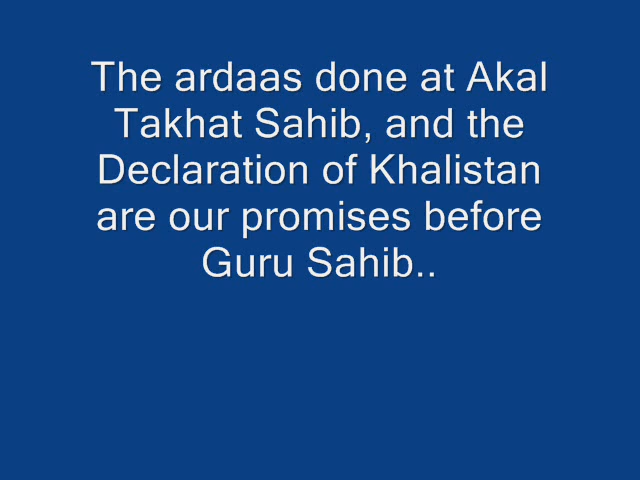 The ardaas done at Akal
Takhat Sahib, and the
Declaration of Khalistan
are our promises before
Guru Sahib..